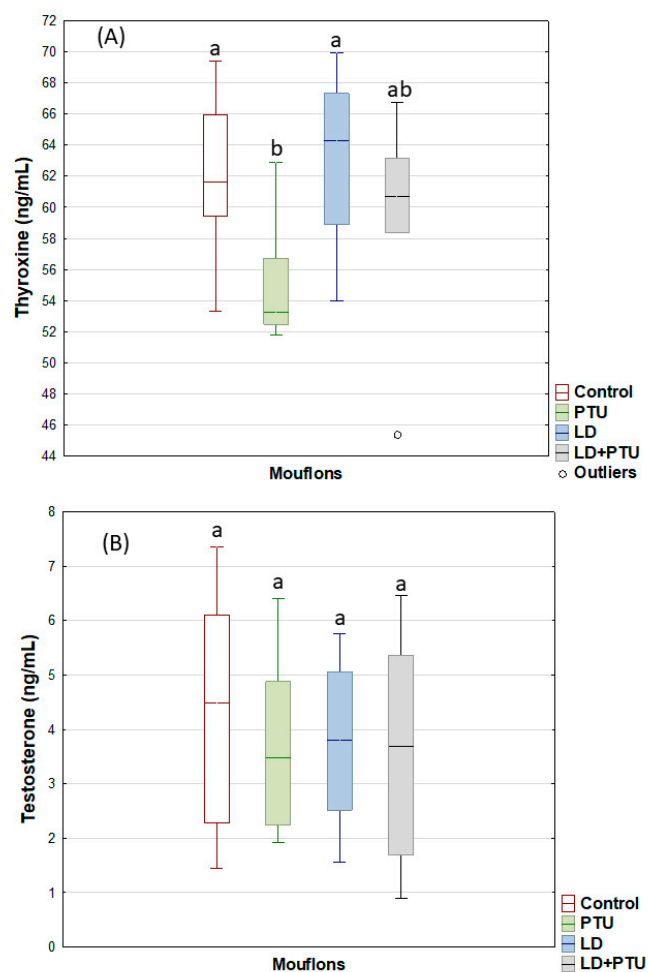 (A)
a
b
a
ab
72
70
68
66
64
62
60
58
56
54
52
50
48
46
44
Thyroxine (ng/mL)
Mouflons
Control
PTU
LD
LD+PTU
Outliers
(B)
a
a
a
a
8
7
6
5
4
3
2
1
0
Testosterone (ng/mL)
Mouflons
Control
PTU
LD
LD+PTU